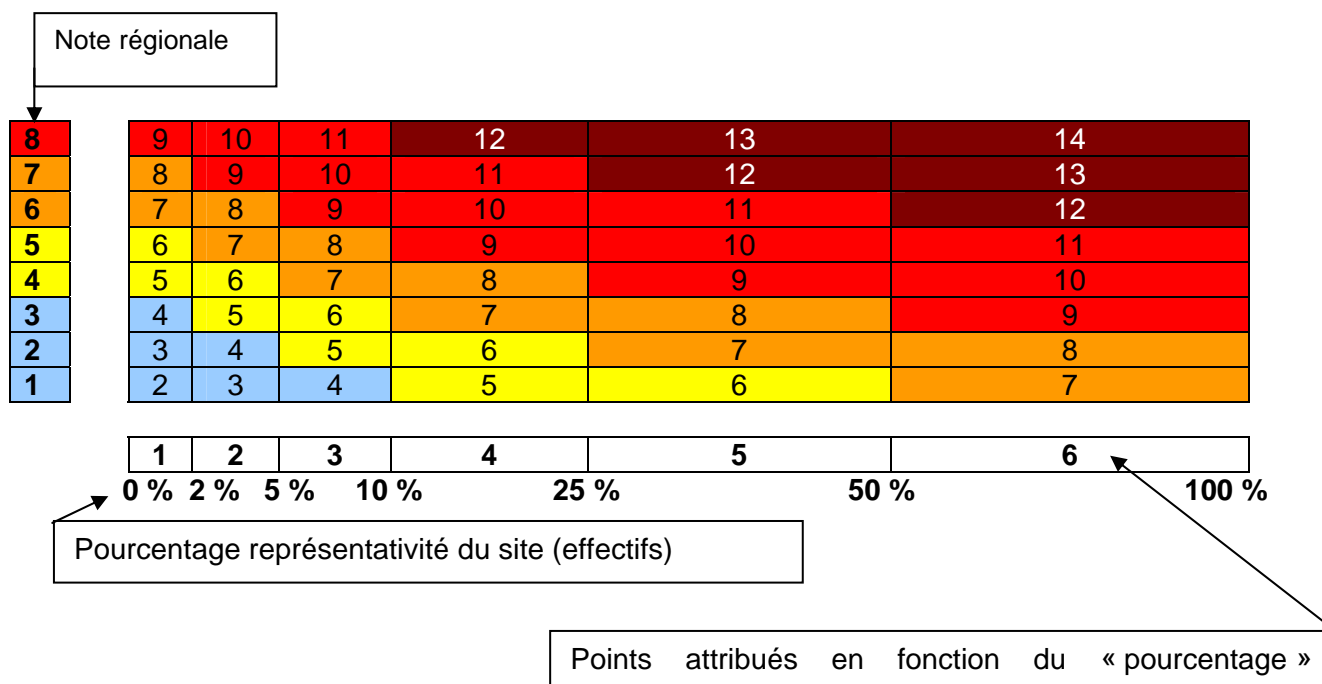 Note régionale
8 9 10 11 12 13 14
7 8 9 10 11 12 13
6 7 8 9 10 11 12
5 6 7 8 9 10 11
4 5 6 7 8 9 10
3 4 5 6 7 8 9
2 3 4 5 6 7 8
1 2 3 4 5 6 7
1 2 3 4 5 6
0 % 2 % 5 % 10 % 25 % 50 % 100 %
Pourcentage représentativité du site (effectifs)
Points attribués en fonction du « pourcentage »